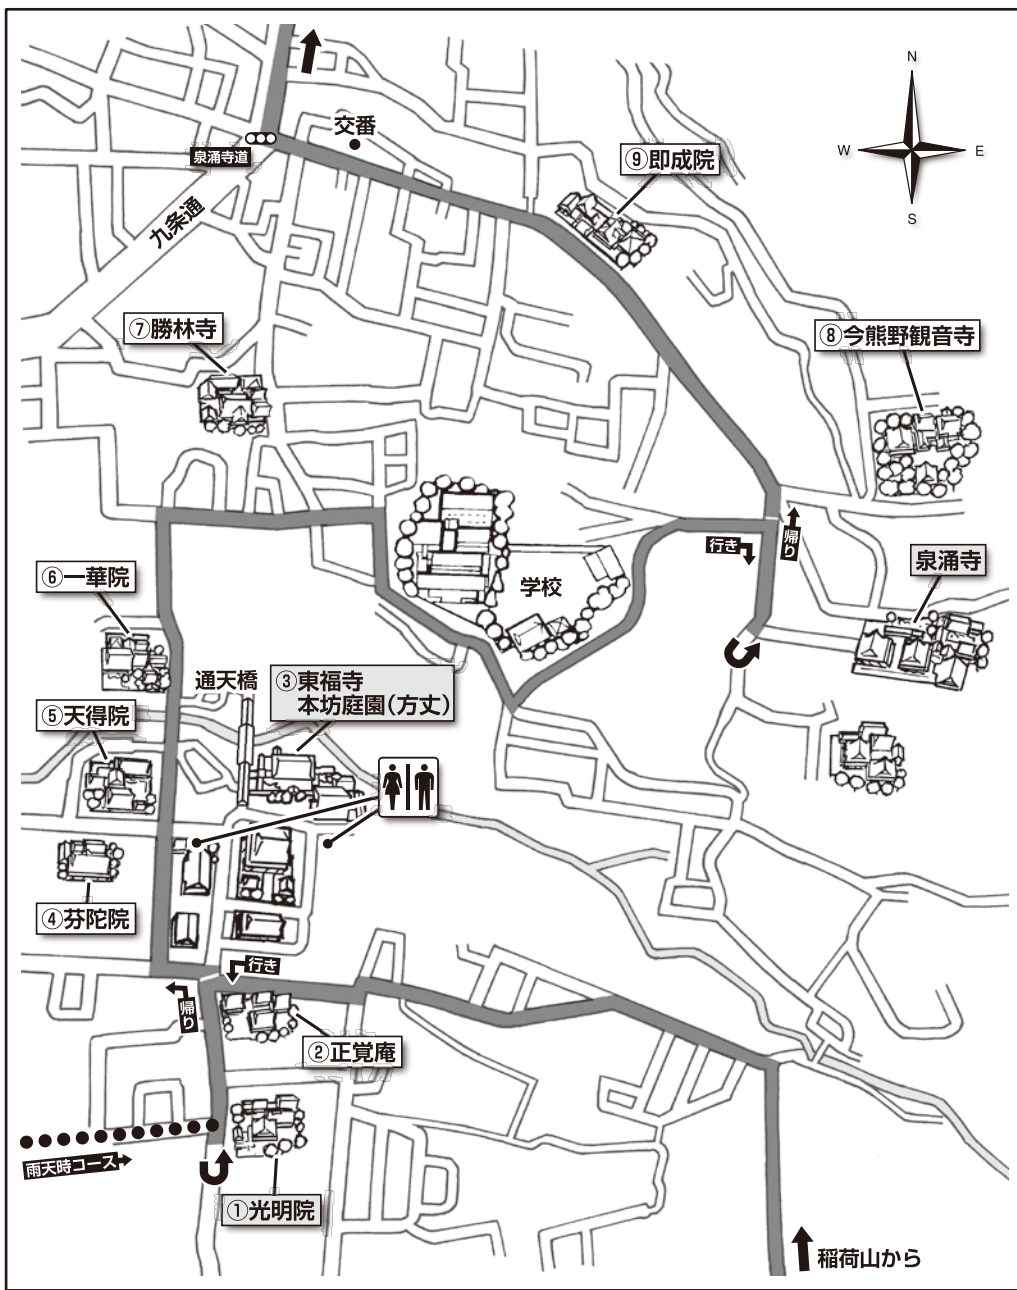 N
W
E
S
交番
泉涌寺道
九条通
⑨即成院
⑦勝林寺
⑧今熊野観音寺
行き
帰り
学校
泉涌寺
⑥一華院
通天橋
③東福寺
本坊庭園(方丈)
⑤天得院
④芬陀院
行き
帰り
②正覚庵
雨天時コース
①光明院
稲荷山から